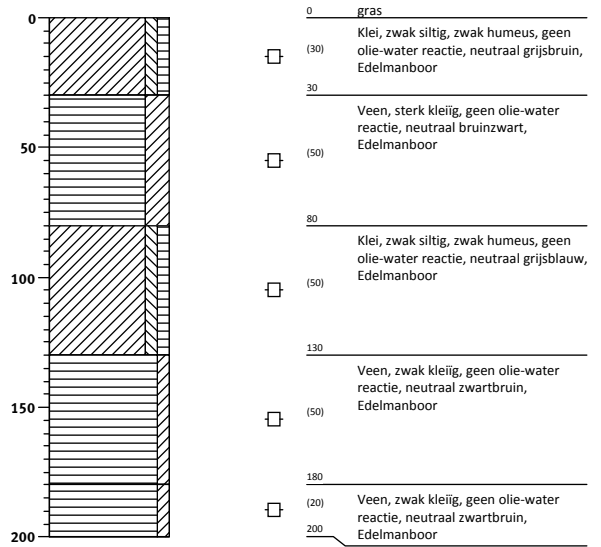 0
50
100
150
200
0 gras
(30)
Klei, zwak siltig, zwak humeus, geen
olie-water reactie, neutraal grijsbruin,
Edelmanboor
30
(50)
Veen, sterk kleiïg, geen olie-water
reactie, neutraal bruinzwart,
Edelmanboor
80
(50)
Klei, zwak siltig, zwak humeus, geen
olie-water reactie, neutraal grijsblauw,
Edelmanboor
130
(50)
Veen, zwak kleiïg, geen olie-water
reactie, neutraal zwartbruin,
Edelmanboor
180
(20)
Veen, zwak kleiïg, geen olie-water
reactie, neutraal zwartbruin,
Edelmanboor
200